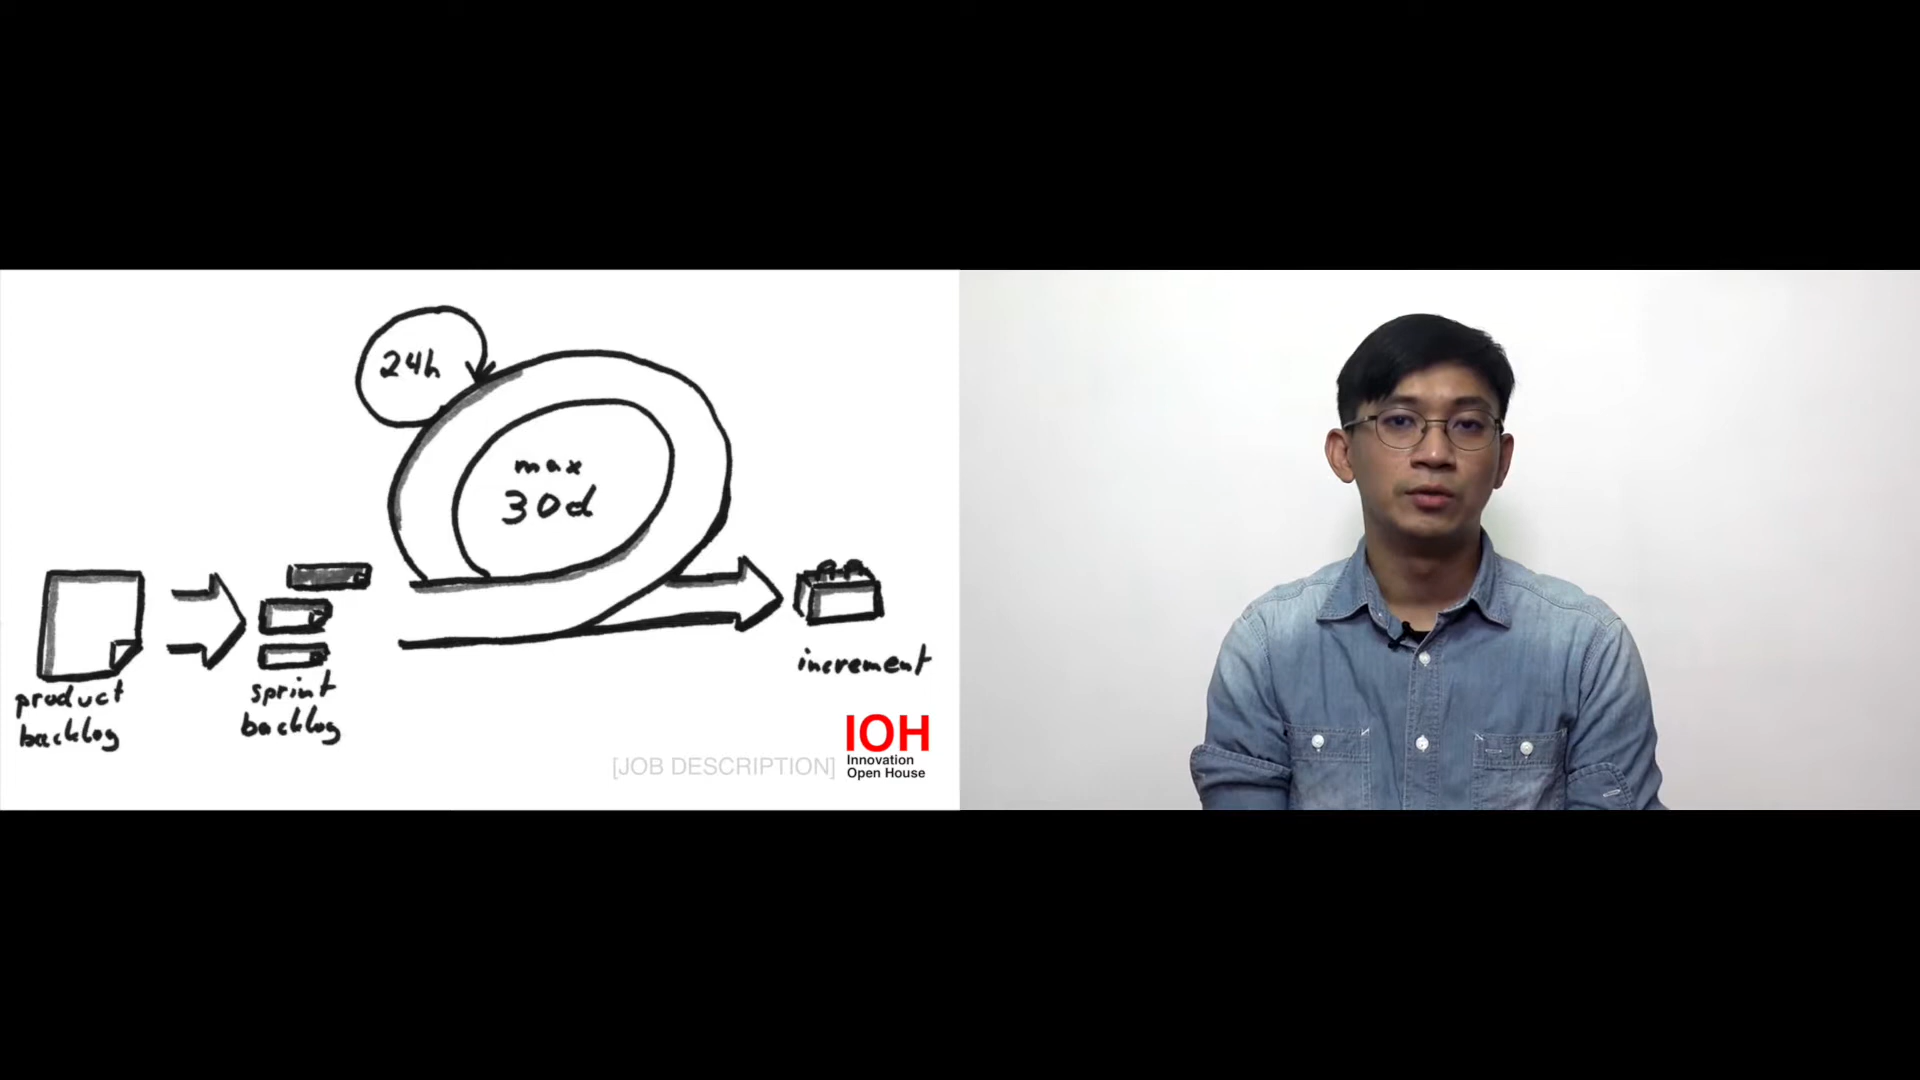 24h
max
30d
product
backlog
sprint
backlog
increment
[JOB DESCRIPTION]
IOH
Innovation
Open House